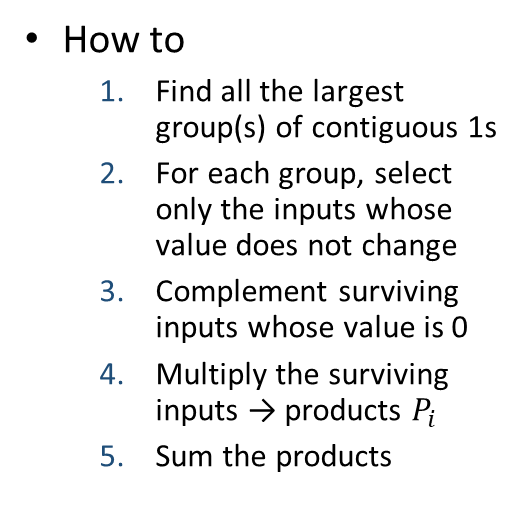 • How to
1. Find all the largest
group(s) of contiguous 1s
2. For each group, select
only the inputs whose
value does not change
3. Complement surviving
inputs whose value is 0
4. Multiply the surviving
inputs → products 𝑃ᵢ
5. Sum the products